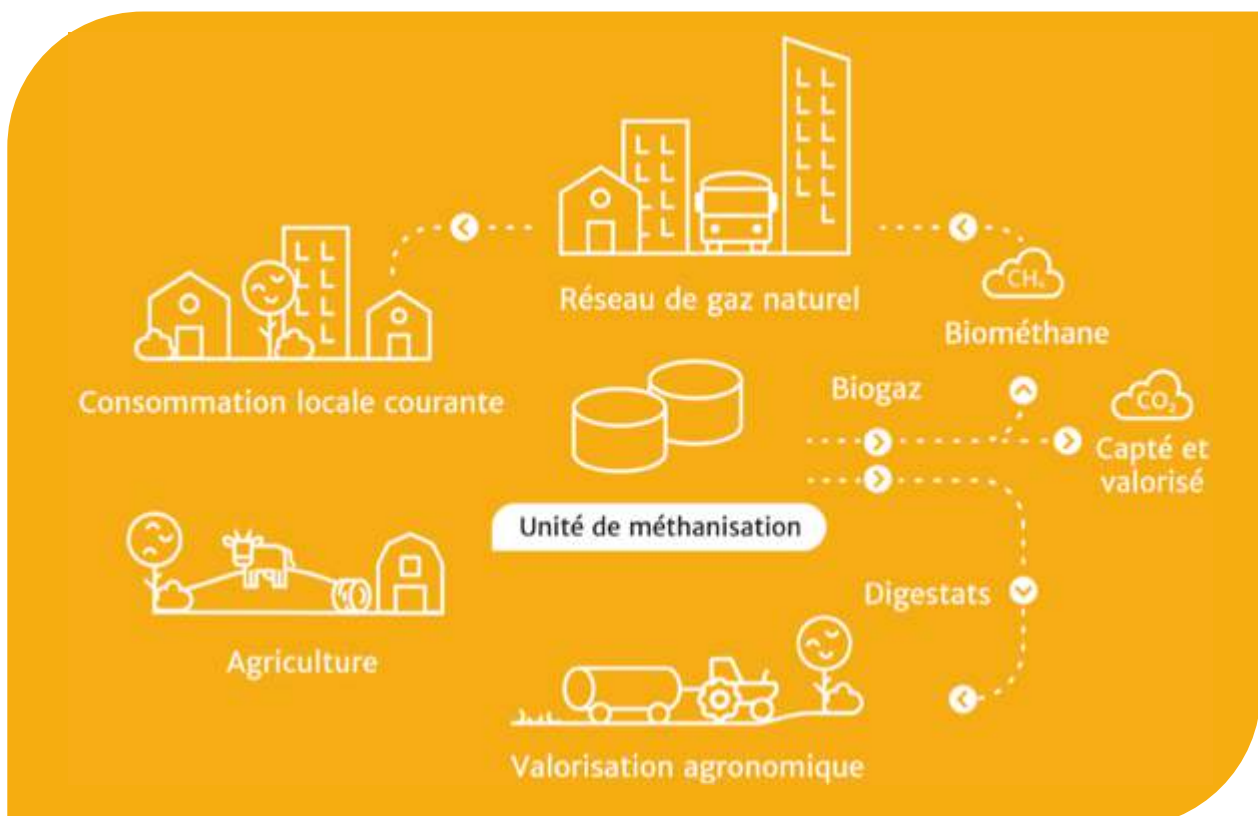 Réseau de gaz naturel
CH₄
Biométhane
Consommation locale courante
Biogaz
CO₂
Capté et
valorisé
Unité de méthanisation
Digestats
Agriculture
Valorisation agronomique